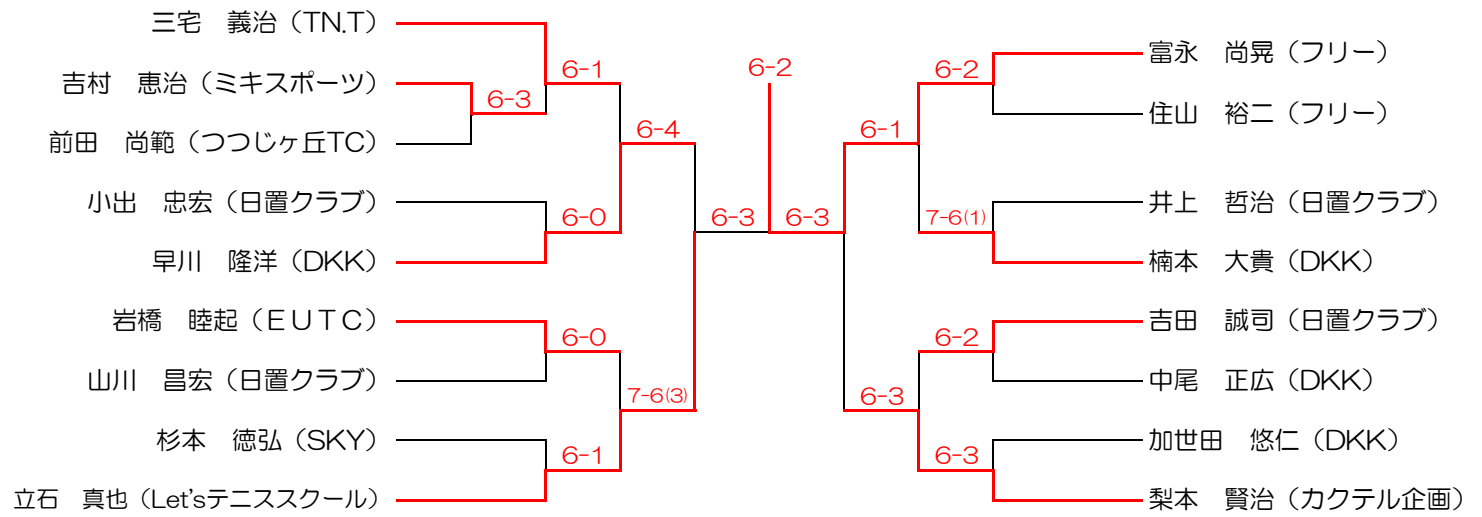 三宅　義治（TN.T）
吉村　恵治（ミキスポーツ）
前田　尚範（つつじヶ丘TC）
小出　忠宏（日置クラブ）
早川　隆洋（DKK）
岩橋　睦起（EUTC）
山川　昌宏（日置クラブ）
杉本　徳弘（SKY）
立石　真也（Let'sテニススクール）
6-1
6-3
6-0
6-0
6-1
6-4
7-6(3)
6-3
6-2
6-3
6-1
6-3
6-2
7-6(1)
6-2
6-3
富永　尚晃（フリー）
住山　裕二（フリー）
井上　哲治（日置クラブ）
楠本　大貴（DKK）
吉田　誠司（日置クラブ）
中尾　正広（DKK）
加世田　悠仁（DKK）
梨本　賢治（カクテル企画）